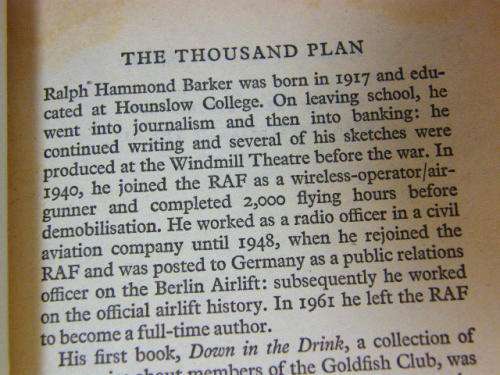 THE THOUSAND PLAN
Ralph Hammond Barker was born in 1917 and edu-
cated at Hounslow College. On leaving school, he
went into journalism and then into banking: he
continued writing and several of his sketches were
produced at the Windmill Theatre before the war. In
1940, he joined the RAF as a wireless-operator/air-
gunner and completed 2,000 flying hours before
demobilisation. He worked as a radio officer in a civil
aviation company until 1948, when he rejoined the
RAF and was posted to Germany as a public relations
officer on the Berlin Airlift: subsequently he worked
on the official airlift history. In 1961 he left the RAF
to become a full-time author.
His first book, Down in the Drink, a collection of
about members of the Goldfish Club, was